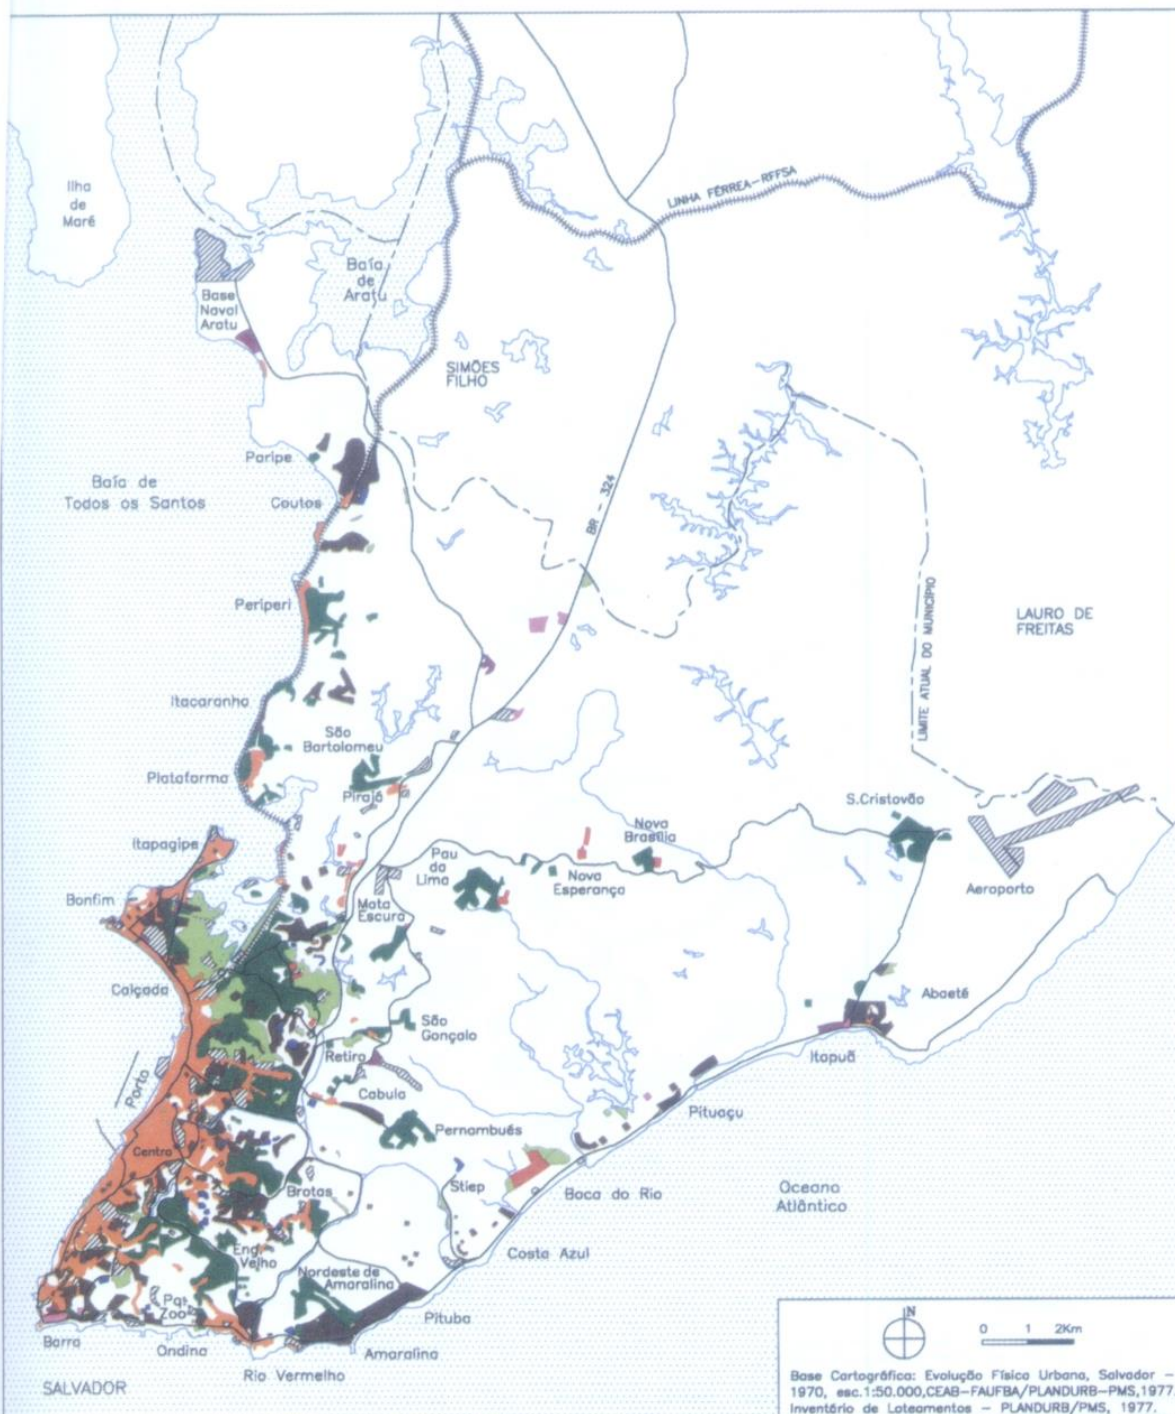 Ilha
de
Maré
LINHA FÉRREA-RFFSA
Baía
de
Aratu
Base
Naval
Aratu
SIMÕES
FILHO
Paripe
Baía de
Todos os Santos
Coutos
BR - 324
Periperi
LIMITE ATUAL DO MUNICÍPIO
LAURO DE
FREITAS
Itacaranha
São
Bartolomeu
Plataforma
Pirajá
S.Cristovão
Itapagipe
Nova
Brasília
Pau
da
Lima
Nova
Esperança
Aeroporto
Bonfim
Mata
Escura
Calçada
Abaeté
São
Gonçalo
Retiro
Itapuã
Porto
Cabula
Pituaçu
Pernambués
Centro
Brotas
Stiep
Boca do Rio
Oceano
Atlântico
Eng.
Velho
Costa Azul
Nordeste de
Amaralina
Pq.
Zoo
Pituba
Barra
Ondina
Amaralina
Rio Vermelho
SALVADOR
N
0 1 2Km
Base Cartográfica: Evolução Física Urbana, Salvador -
1970, esc.1:50.000,CEAB-FAUFBA/PLANDURB-PMS,1977
Inventário de Loteamentos - PLANDURB/PMS, 1977.